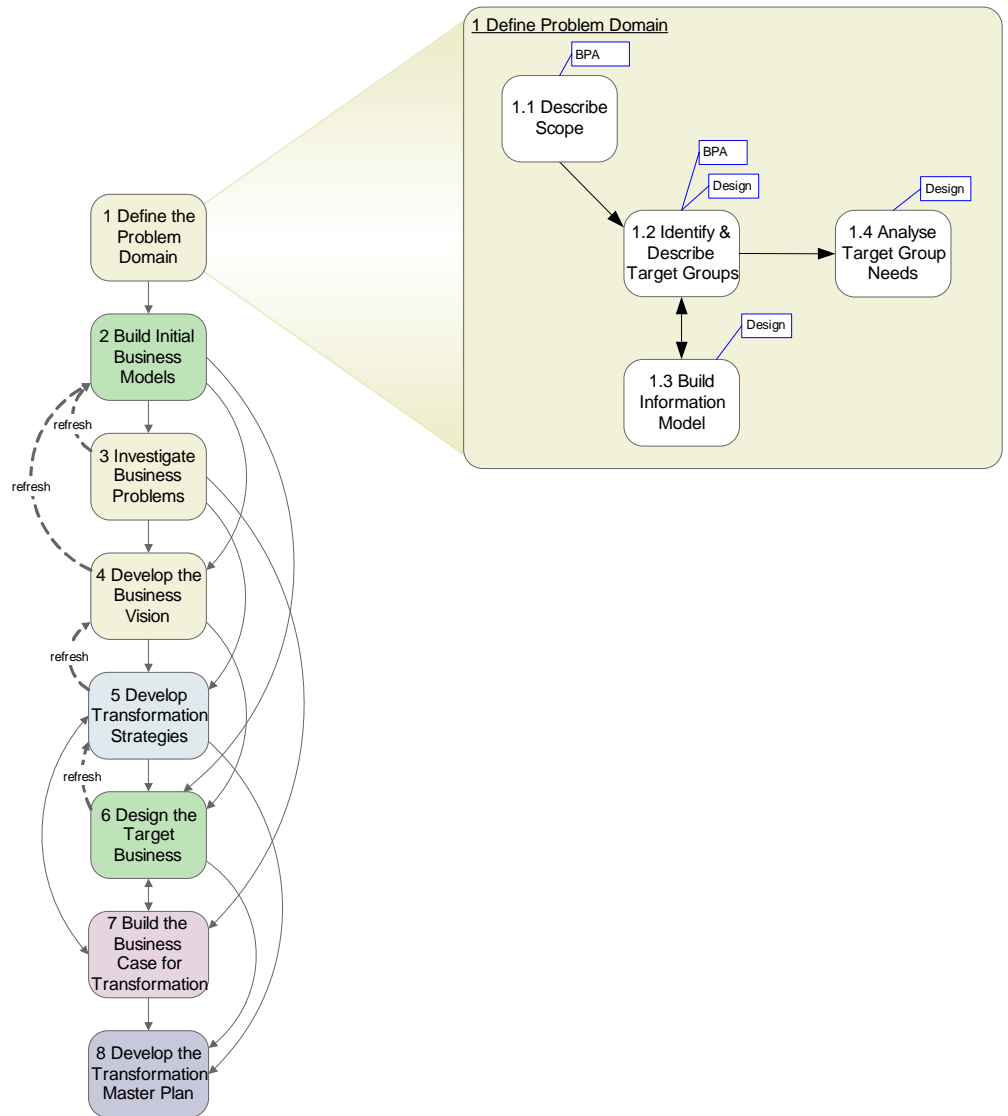 1 Define Problem Domain
BPA
1.1 Describe
Scope
BPA
Design
1.2 Identify &
Describe
Target Groups
Design
1.4 Analyse
Target Group
Needs
Design
1.3 Build
Information
Model
1 Define the
Problem
Domain
2 Build Initial
Business
Models
refresh
3 Investigate
Business
Problems
refresh
4 Develop the
Business
Vision
refresh
5 Develop
Transformation
Strategies
refresh
6 Design the
Target
Business
7 Build the
Business
Case for
Transformation
8 Develop the
Transformation
Master Plan